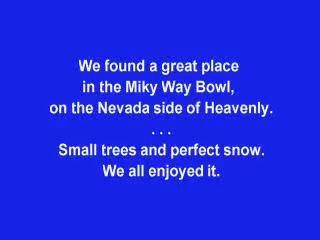 We found a great place
in the Miky Way Bowl,
on the Nevada side of Heavenly.
. . .
Small trees and perfect snow.
We all enjoyed it.